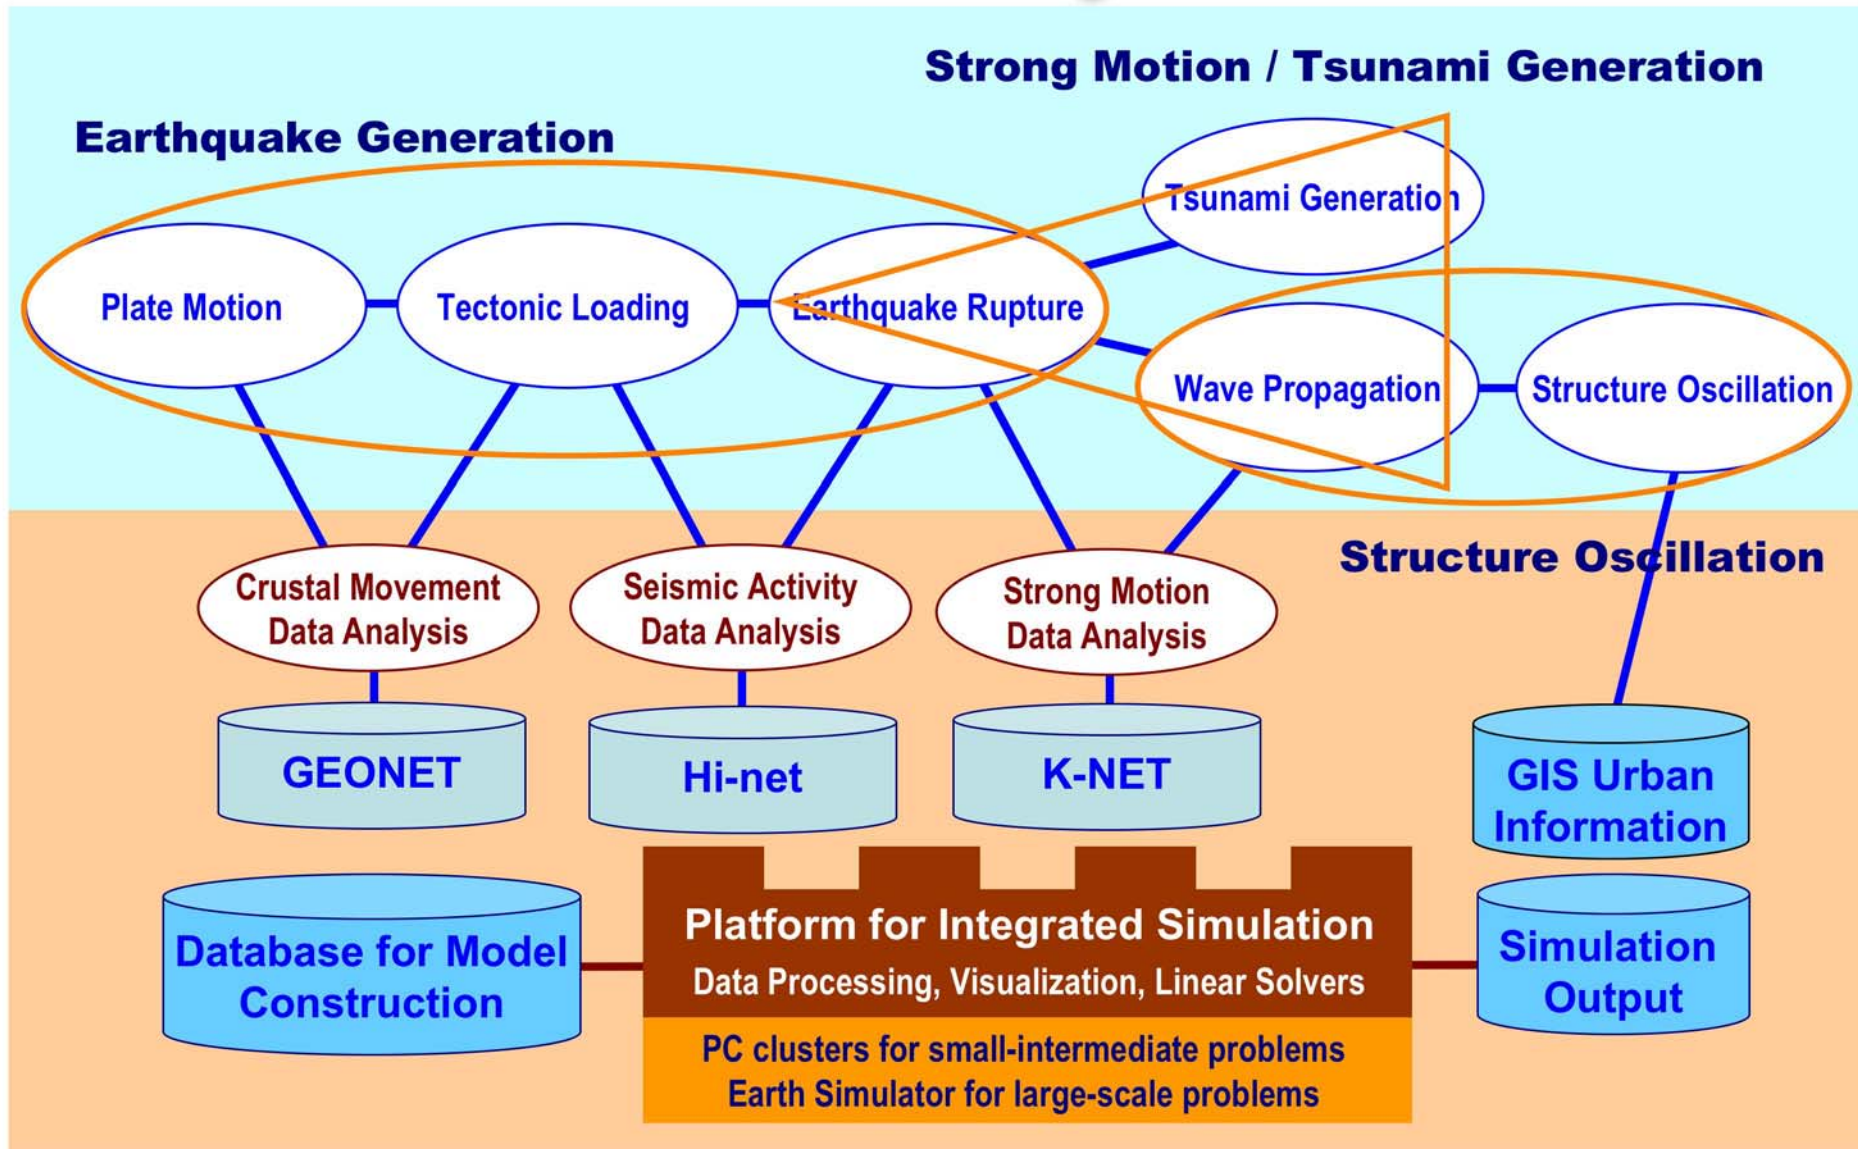 Strong Motion / Tsunami Generation
Earthquake Generation
Tsunami Generation
Plate Motion
Tectonic Loading
Earthquake Rupture
Wave Propagation
Structure Oscillation
Structure Oscillation
Crustal Movement
Data Analysis
Seismic Activity
Data Analysis
Strong Motion
Data Analysis
GEONET
Hi-net
K-NET
GIS Urban
Information
Database for Model
Construction
Platform for Integrated Simulation
Data Processing, Visualization, Linear Solvers
PC clusters for small-intermediate problems
Earth Simulator for large-scale problems
Simulation
Output